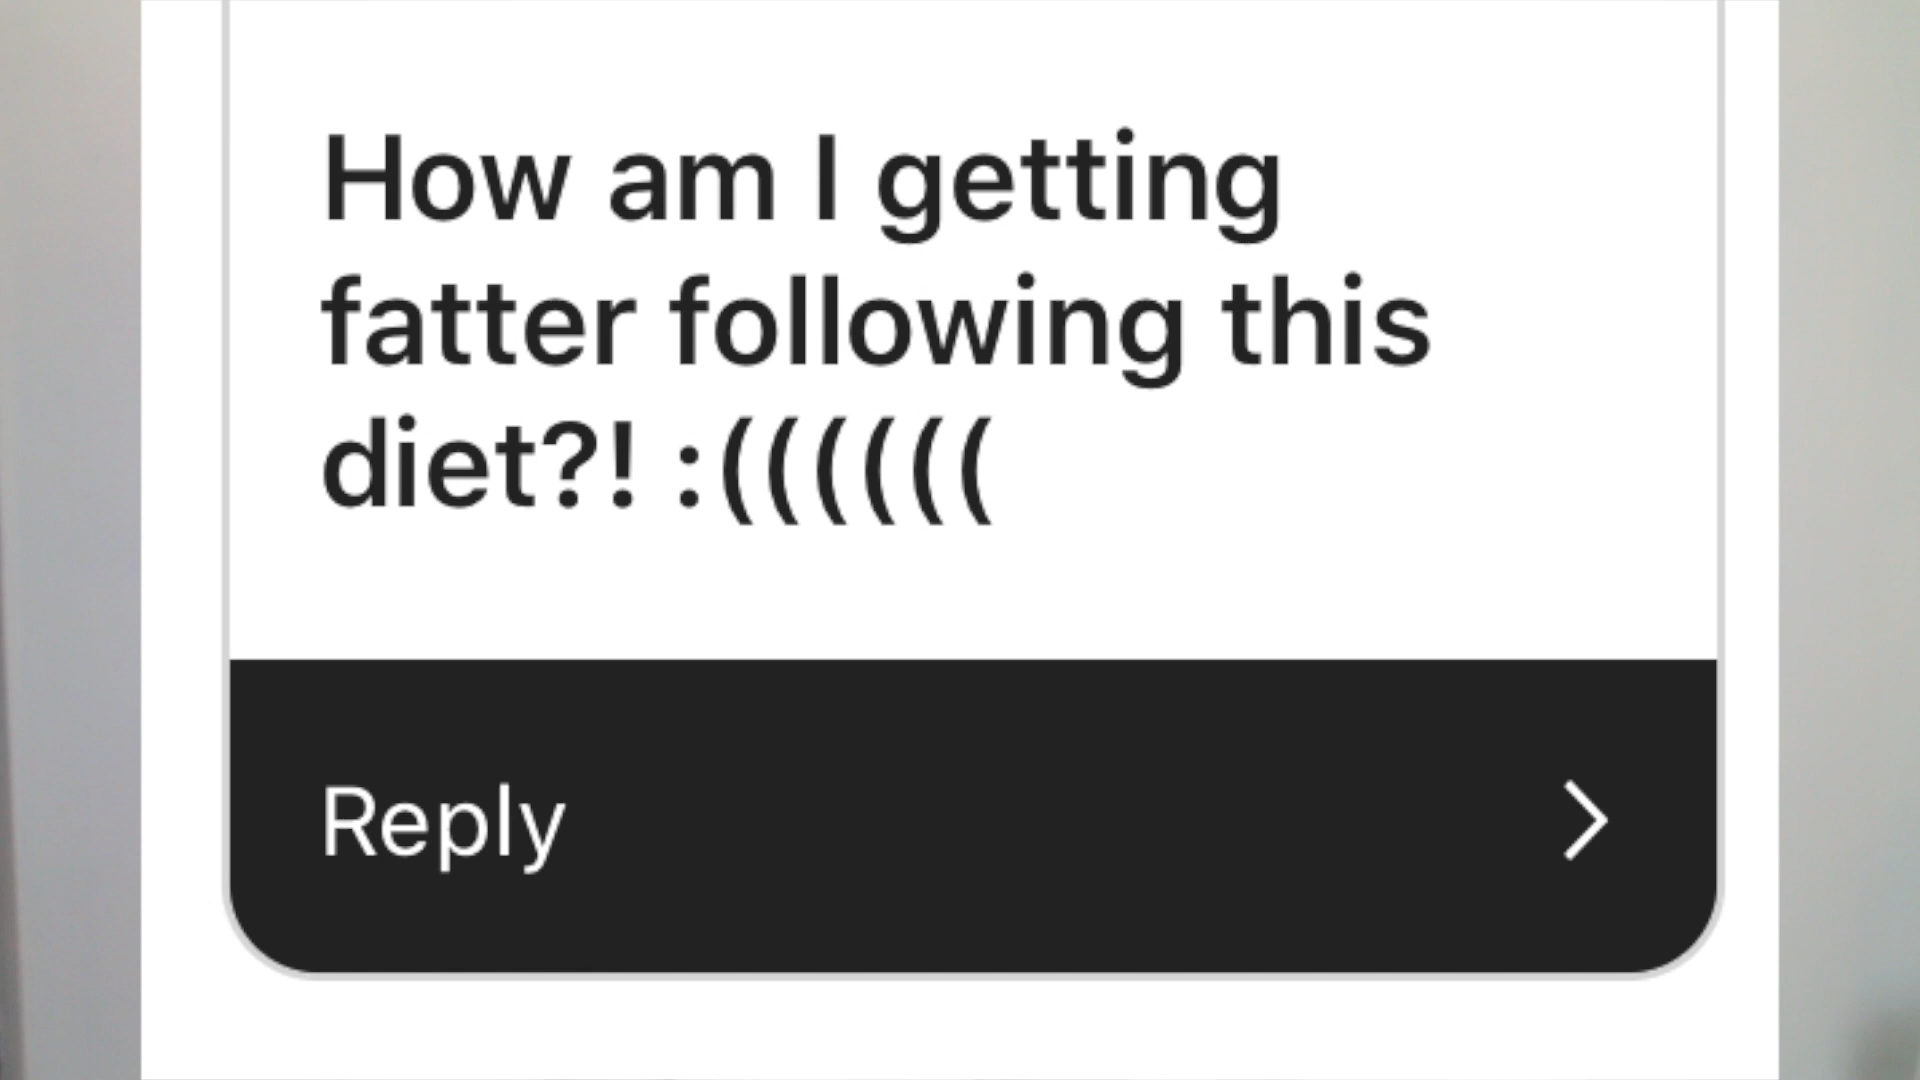 How am I getting
fatter following this
diet?! :((((((
Reply